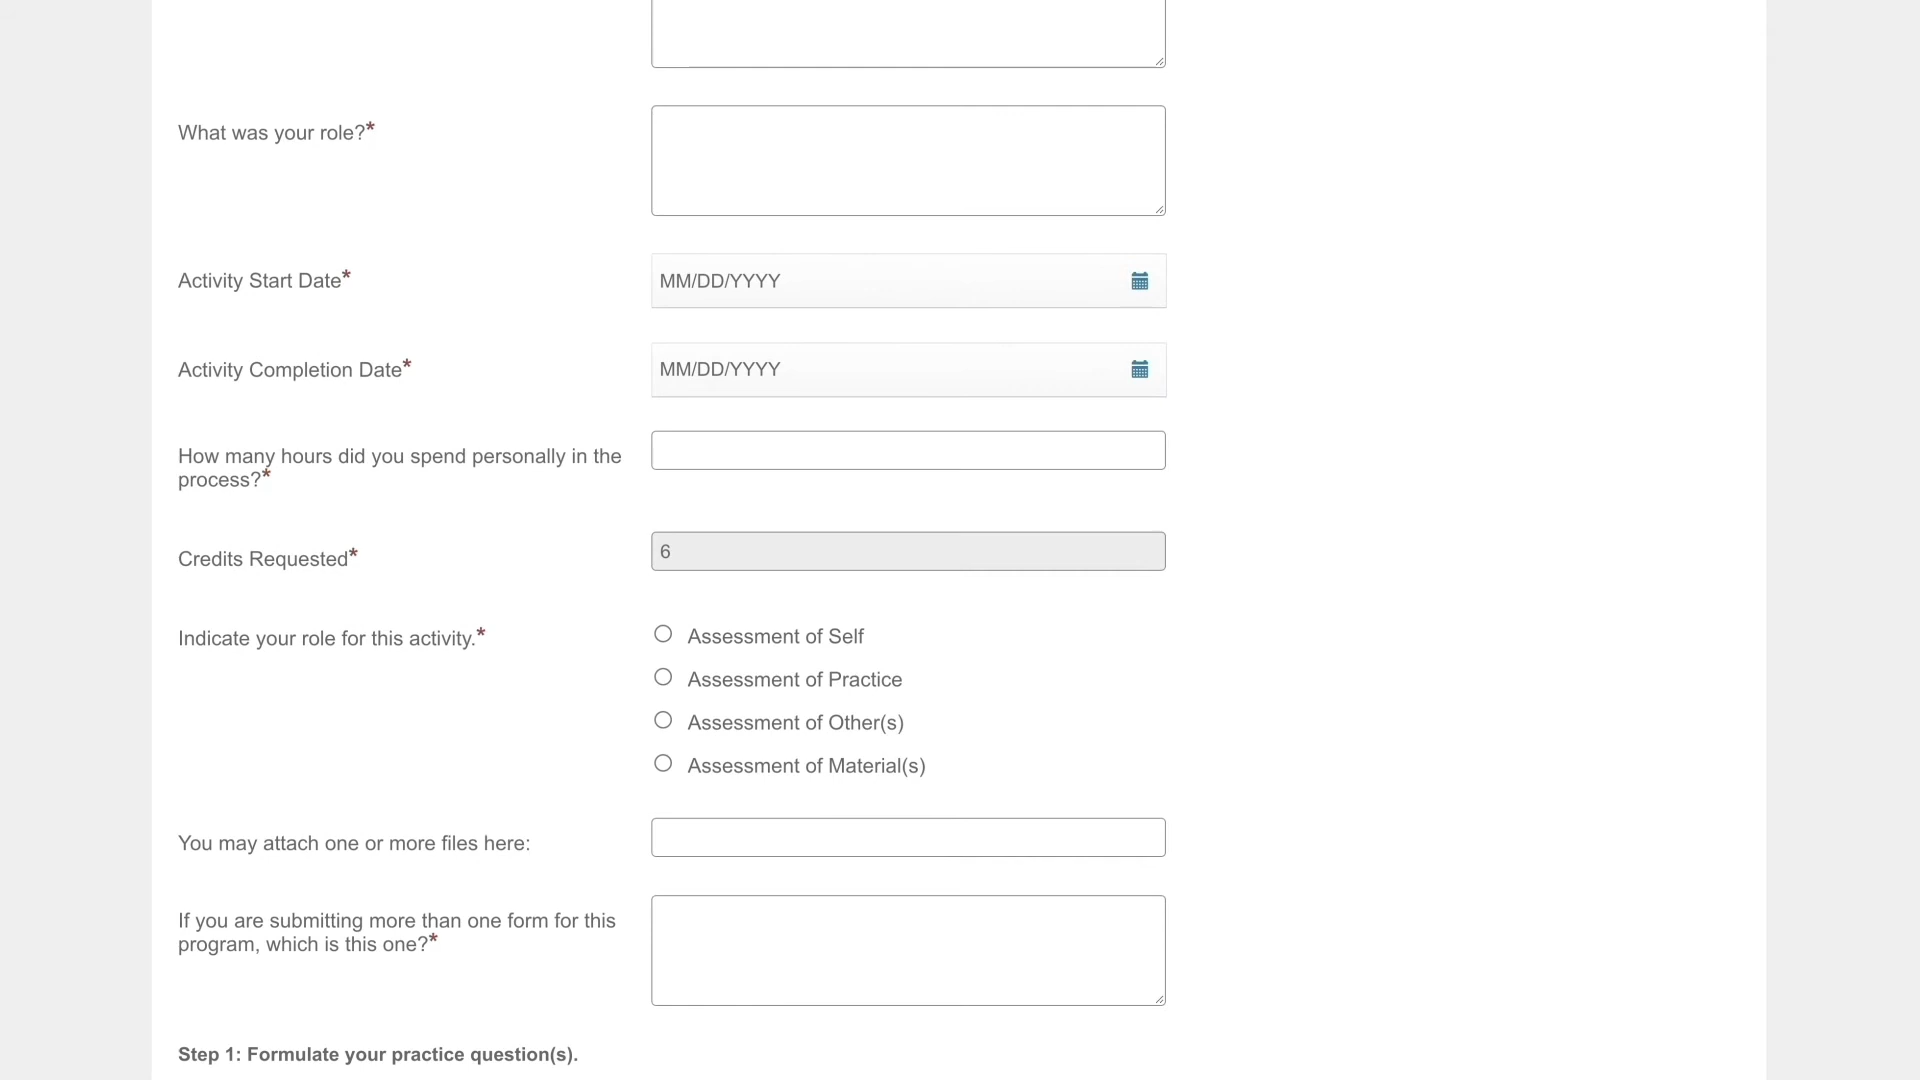 What was your role?*
Activity Start Date*
MM/DD/YYYY
Activity Completion Date*
MM/DD/YYYY
How many hours did you spend personally in the
process?*
Credits Requested*
6
Indicate your role for this activity.*
Assessment of Self
Assessment of Practice
Assessment of Other(s)
Assessment of Material(s)
You may attach one or more files here:
If you are submitting more than one form for this
program, which is this one?*
Step 1: Formulate your practice question(s).